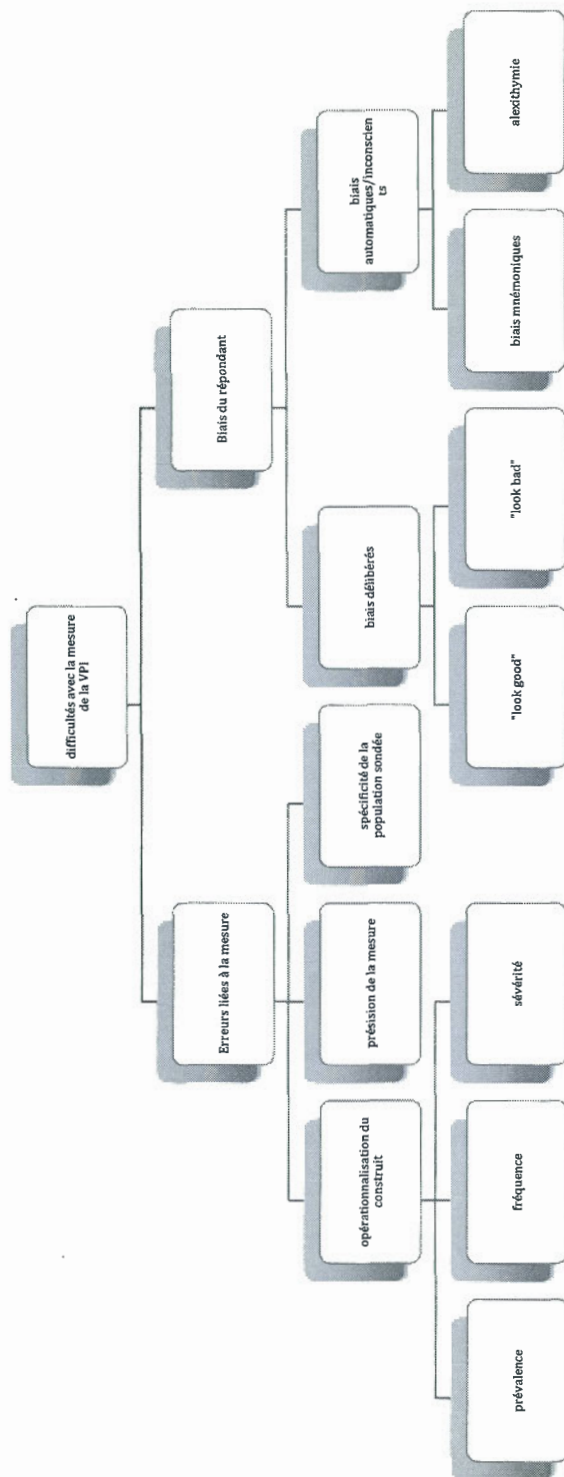 difficultés avec la mesure
de la VPI
Erreurs liées à la mesure
Biais du répondant
opérationnalisation du
construit
présision de la mesure
spécificité de la
population sondée
biais délibérés
biais
automatiques/inconscien
ts
prévalence
fréquence
sévérité
"look good"
"look bad"
biais mnémoniques
alexithymie